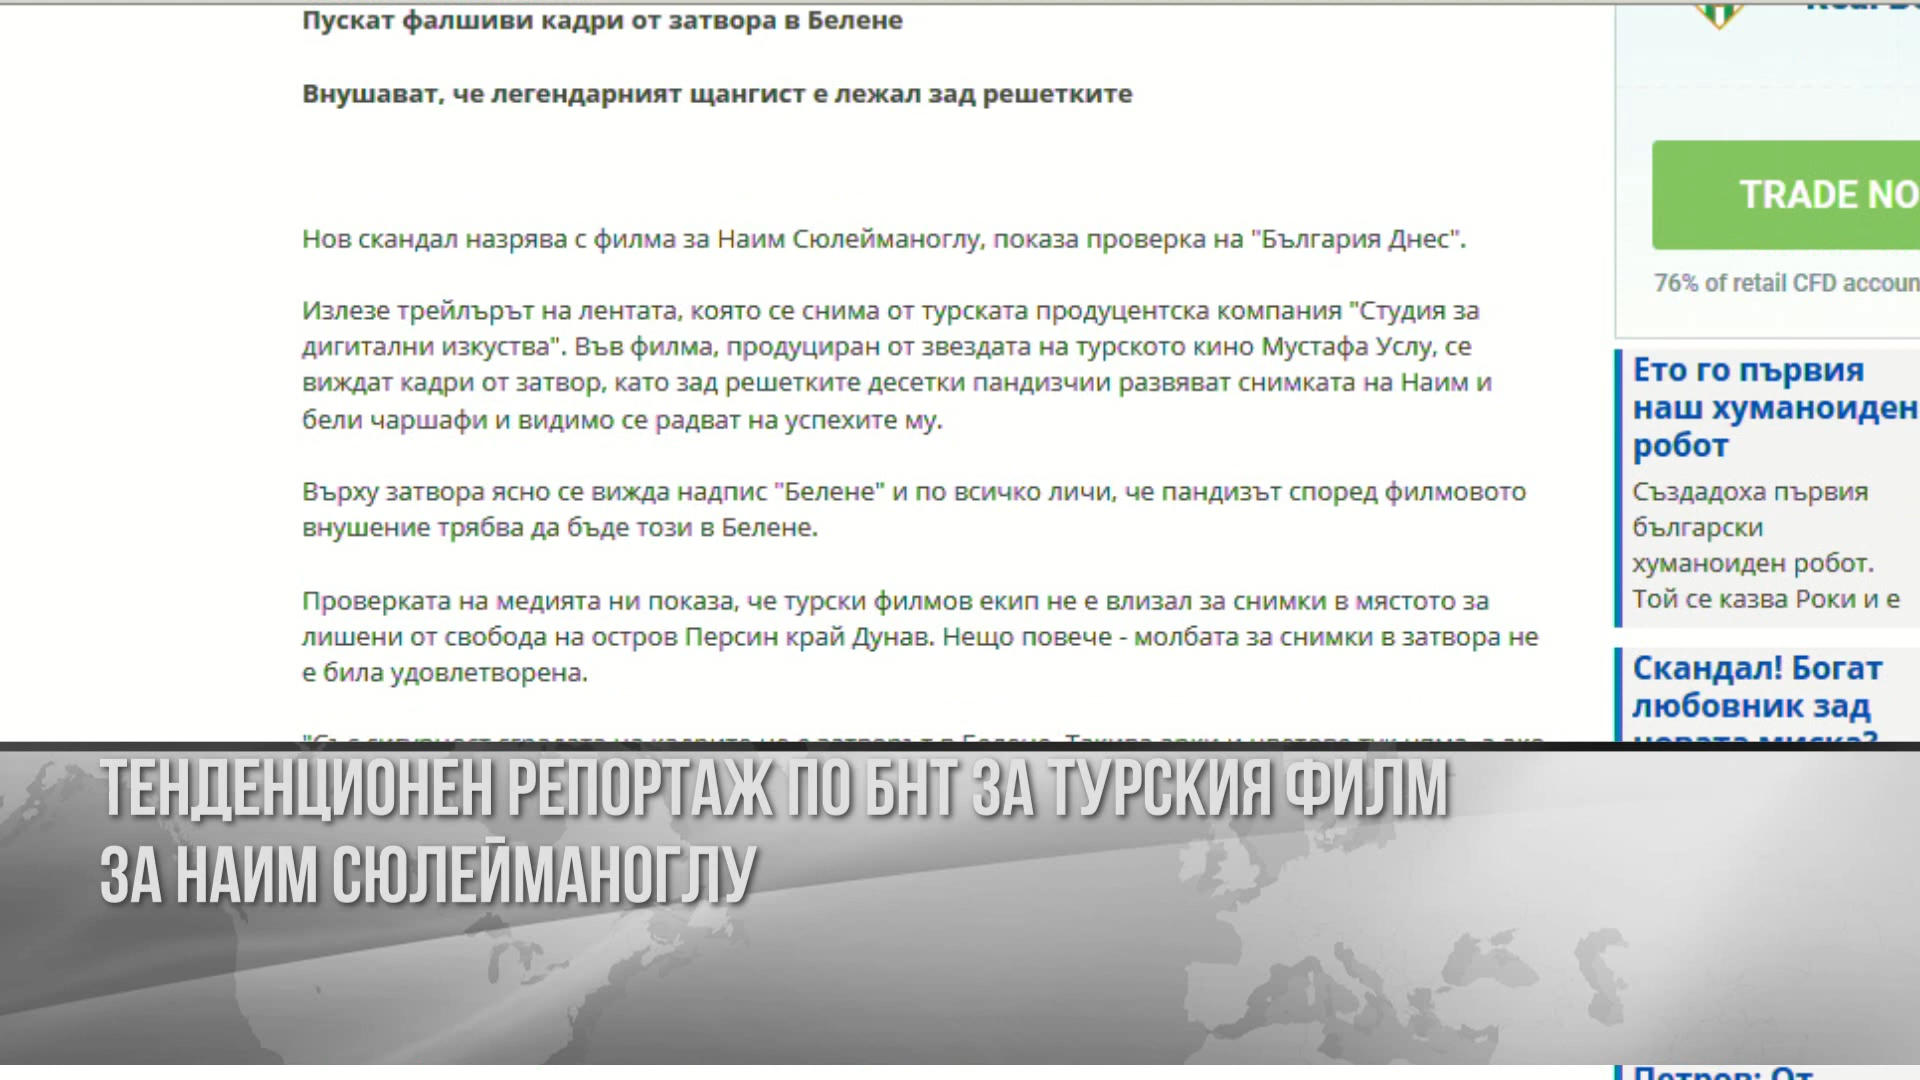 Пускат фалшиви кадри от затвора в Белене
Внушават, че легендарният щангист е лежал зад решетките
Нов скандал назрява с филма за Наим Сюлейманоглу, показа проверка на "България Днес".
Излезе трейлърът на лентата, която се снима от турската продуцентска компания "Студия за
дигитални изкуства". Във филма, продуциран от звездата на турското кино Мустафа Услу, се
виждат кадри от затвор, като зад решетките десетки пандизчии развяват снимката на Наим и
бели чаршафи и видимо се радват на успехите му.
Върху затвора ясно се вижда надпис "Белене" и по всичко личи, че пандизът според филмовото
внушение трябва да бъде този в Белене.
Проверката на медията ни показа, че турски филмов екип не е влизал за снимки в мястото за
лишени от свобода на остров Персин край Дунав. Нещо повече - молбата за снимки в затвора не
е била удовлетворена.
TRADE NO
76% of retail CFD accoun
Ето го първия
наш хуманоиден
робот
Създадоха първия
български
хуманоиден робот.
Той се казва Роки и е
Скандал! Богат
любовник зад
новата миска?
ТЕНДЕНЦИОНЕН РЕПОРТАЖ ПО БНТ ЗА ТУРСКИЯ ФИЛМ
ЗА НАИМ СЮЛЕЙМАНОГЛУ
Петров: От